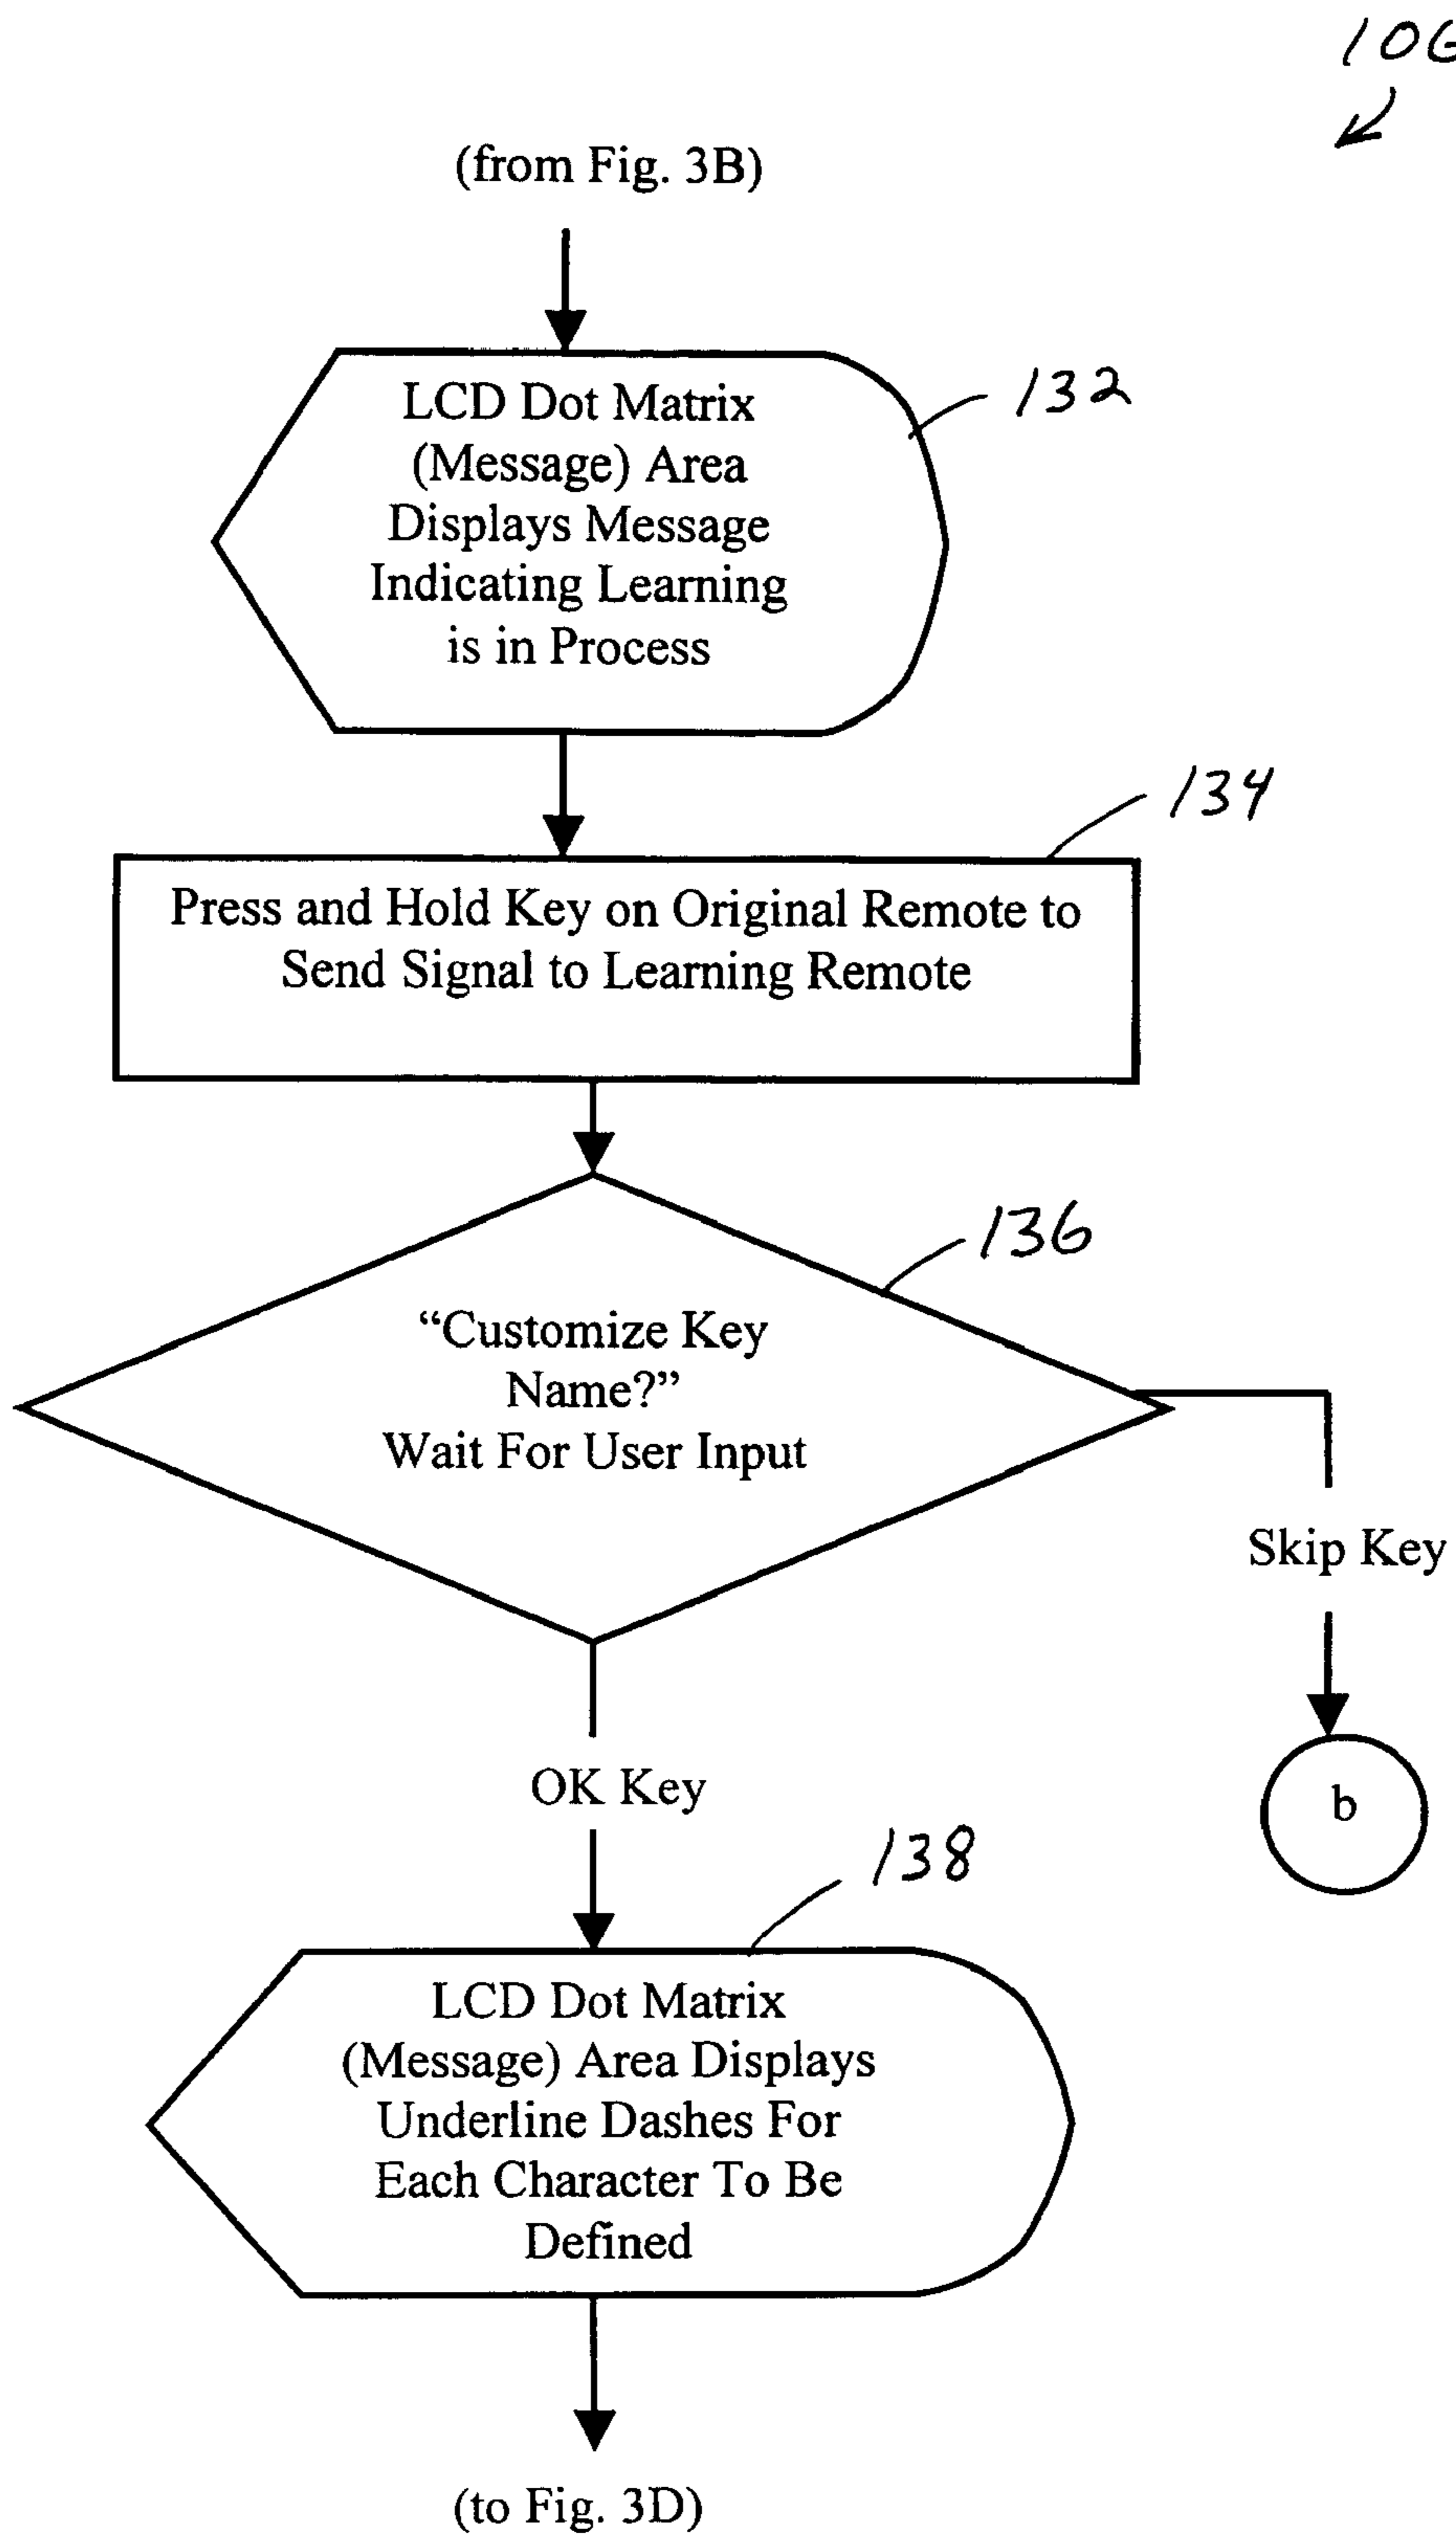 106
(from Fig. 3B)
LCD Dot Matrix
(Message) Area
Displays Message
Indicating Learning
is in Process
132
134
Press and Hold Key on Original Remote to
Send Signal to Learning Remote
136
“Customize Key
Name?”
Wait For User Input
Skip Key
OK Key
b
138
LCD Dot Matrix
(Message) Area Displays
Underline Dashes For
Each Character To Be
Defined
(to Fig. 3D)